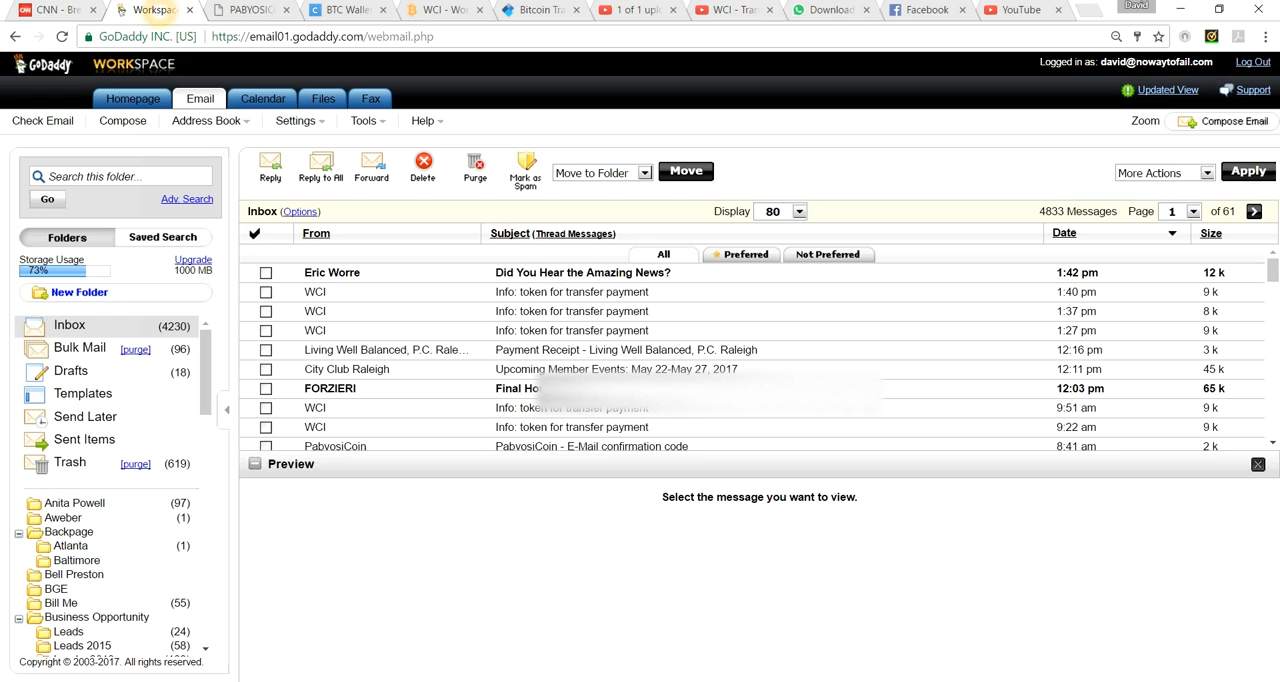 CNN - Bre
Workspac
PABYOSIC
BTC Walle
WCI - Wo
Bitcoin Tra
1 of 1 uplo
WCI - Tran
Download
Facebook
YouTube
David
GoDaddy INC. [US] | https://email01.godaddy.com/webmail.php
GoDaddy WORKSPACE
Logged in as: david@nowaytofail.com Log Out
Homepage Email Calendar Files Fax
Updated View Support
Check Email Compose Address Book Settings Tools Help
Zoom Compose Email
Search this folder...
Go Adv. Search
Folders Saved Search
Storage Usage Upgrade
73% 1000 MB
New Folder
Inbox (4230)
Bulk Mail [purge] (96)
Drafts (18)
Templates
Send Later
Sent Items
Trash [purge] (619)
Anita Powell (97)
Aweber (1)
Backpage
Atlanta (1)
Baltimore
Bell Preston
BGE
Bill Me (55)
Business Opportunity
Leads (24)
Leads 2015 (58)
Copyright © 2003-2017. All rights reserved.
Reply Reply to All Forward Delete Purge Mark as Spam Move to Folder Move
More Actions Apply
Inbox (Options) Display 80 4833 Messages Page 1 of 61
From Subject (Thread Messages) Date Size
All Preferred Not Preferred
Eric Worre Did You Hear the Amazing News? 1:42 pm 12 k
WCI Info: token for transfer payment 1:40 pm 9 k
WCI Info: token for transfer payment 1:37 pm 8 k
WCI Info: token for transfer payment 1:27 pm 9 k
Living Well Balanced, P.C. Rale... Payment Receipt - Living Well Balanced, P.C. Raleigh 12:16 pm 3 k
City Club Raleigh Upcoming Member Events: May 22-May 27, 2017 12:11 pm 45 k
FORZIERI Final Ho 12:03 pm 65 k
WCI Info: token for transfer payment 9:51 am 9 k
WCI Info: token for transfer payment 9:22 am 9 k
PabyosiCoin PabyosiCoin - E-Mail confirmation code 8:41 am 2 k
Preview
Select the message you want to view.